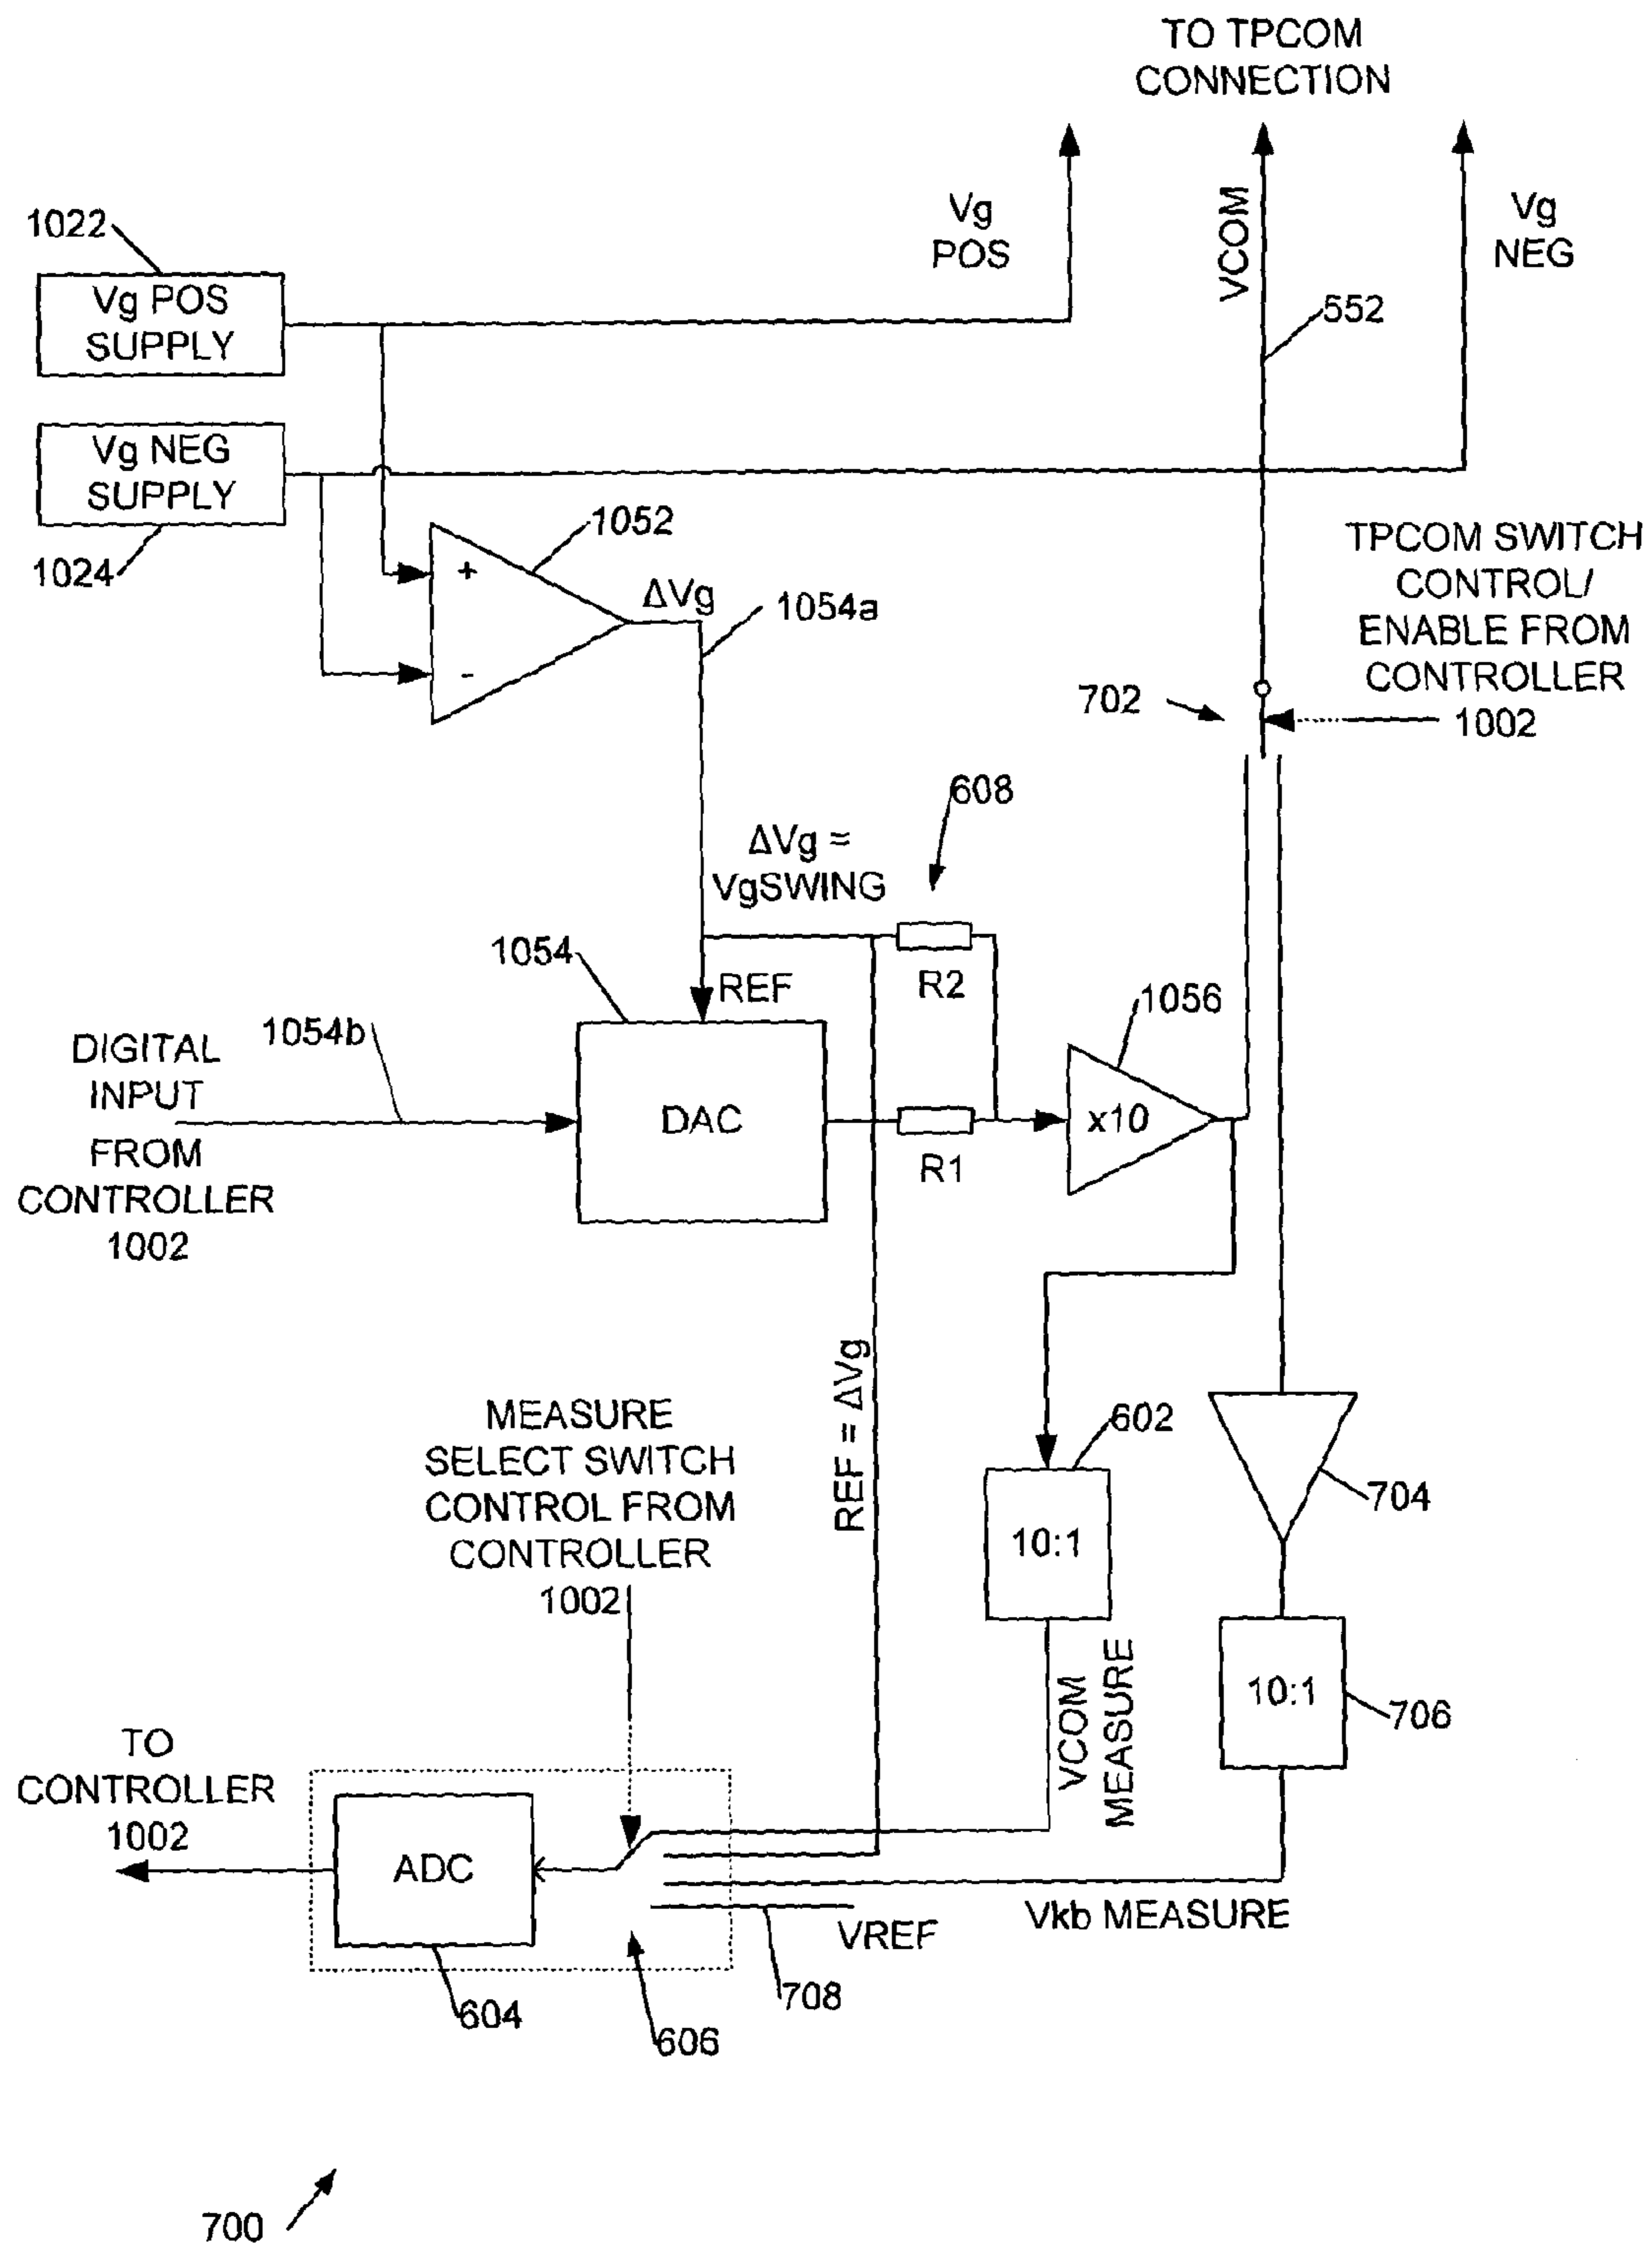 TO TPCOM
CONNECTION
Vg
POS
VCOM
Vg
NEG
1022
Vg POS
SUPPLY
552
Vg NEG
SUPPLY
1024
1052
+
-
ΔVg
1054a
TPCOM SWITCH
CONTROL/
ENABLE FROM
CONTROLLER
1002
702
608
ΔVg =
VgSWING
1054
REF
R2
1056
1054b
DIGITAL
INPUT
FROM
CONTROLLER
1002
DAC
R1
x10
REF = ΔVg
MEASURE
SELECT SWITCH
CONTROL FROM
CONTROLLER
1002
602
10:1
704
VCOM
MEASURE
10:1
706
TO
CONTROLLER
1002
ADC
Vkb MEASURE
VREF
708
604
606
700